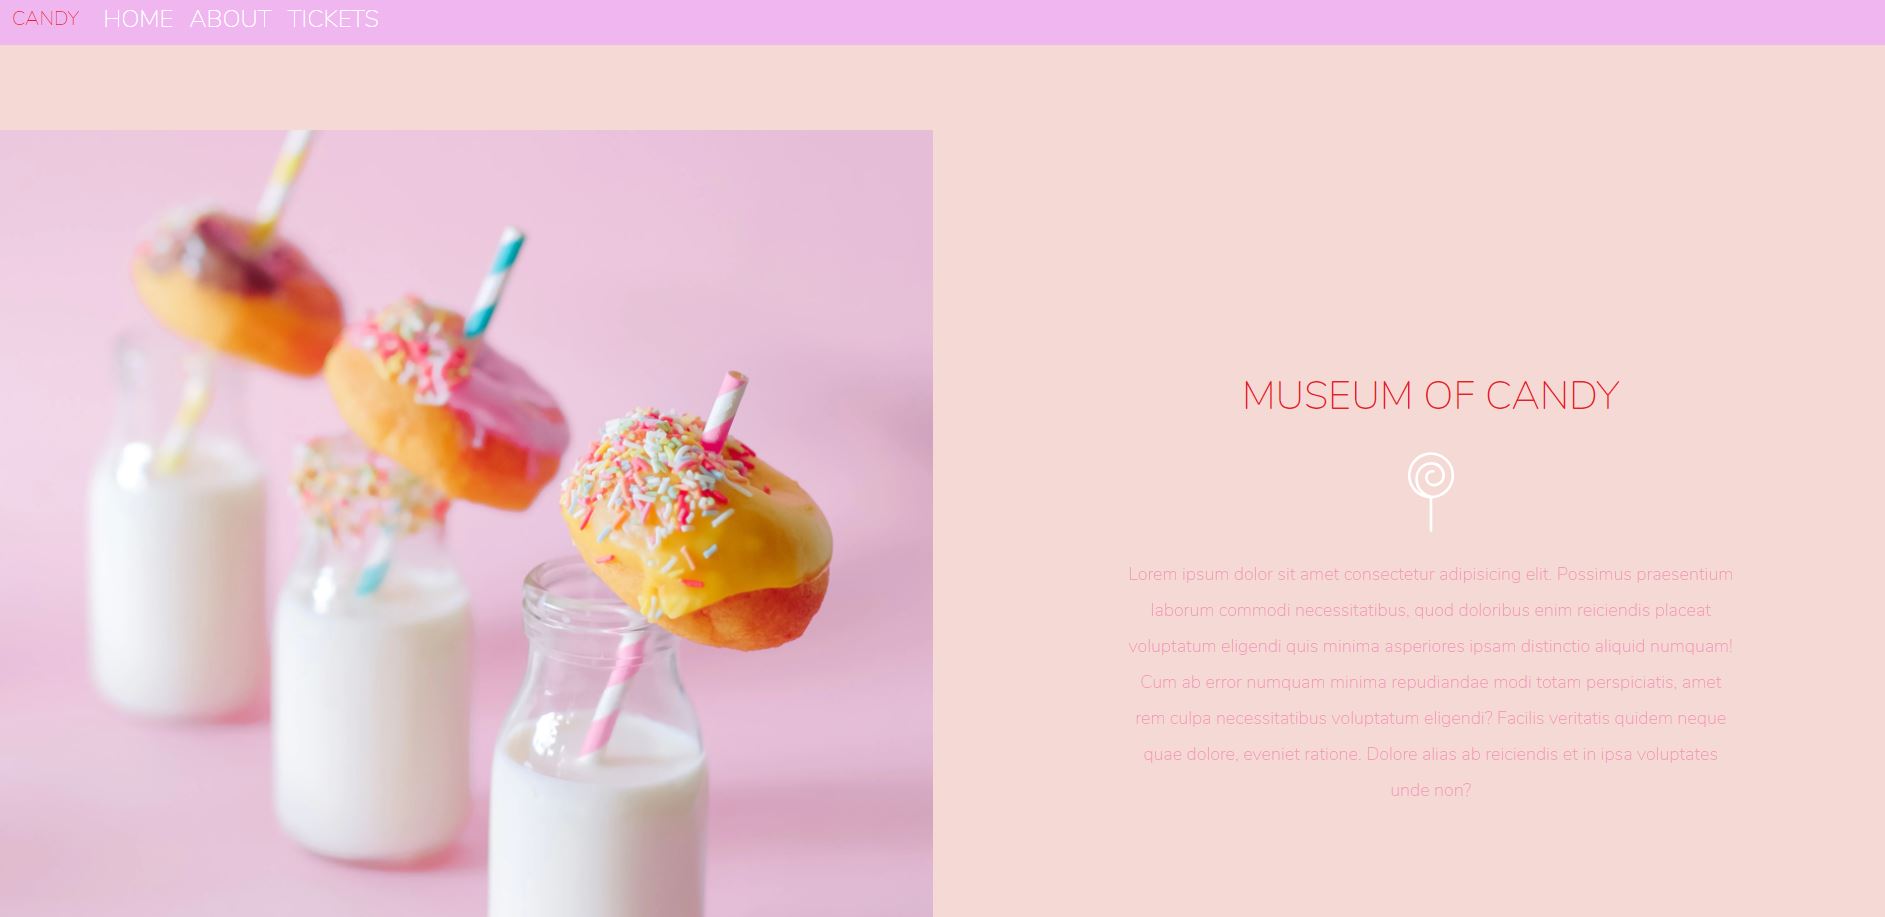 CANDY HOME ABOUT TICKETS
MUSEUM OF CANDY
Lorem ipsum dolor sit amet consectetur adipisicing elit. Possimus praesentium
laborum commodi necessitatibus, quod doloribus enim reiciendis placeat
voluptatum eligendi quis minima asperiores ipsam distinctio aliquid numquam!
Cum ab error numquam minima repudiandae modi totam perspiciatis, amet
rem culpa necessitatibus voluptatum eligendi? Facilis veritatis quidem neque
quae dolore, eveniet ratione. Dolore alias ab reiciendis et in ipsa voluptates
unde non?